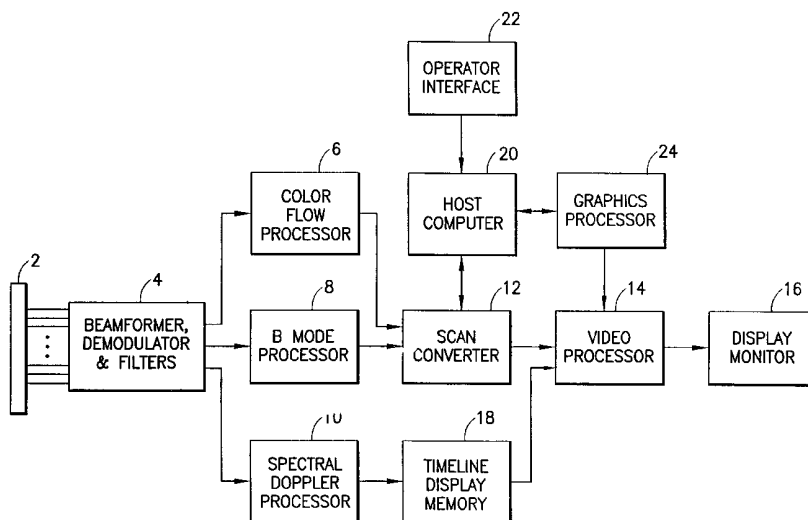 22
OPERATOR
INTERFACE
6
COLOR
FLOW
PROCESSOR
20
HOST
COMPUTER
24
GRAPHICS
PROCESSOR
2
4
BEAMFORMER,
DEMODULATOR
& FILTERS
8
B MODE
PROCESSOR
12
SCAN
CONVERTER
14
VIDEO
PROCESSOR
16
DISPLAY
MONITOR
10
SPECTRAL
DOPPLER
PROCESSOR
18
TIMELINE
DISPLAY
MEMORY